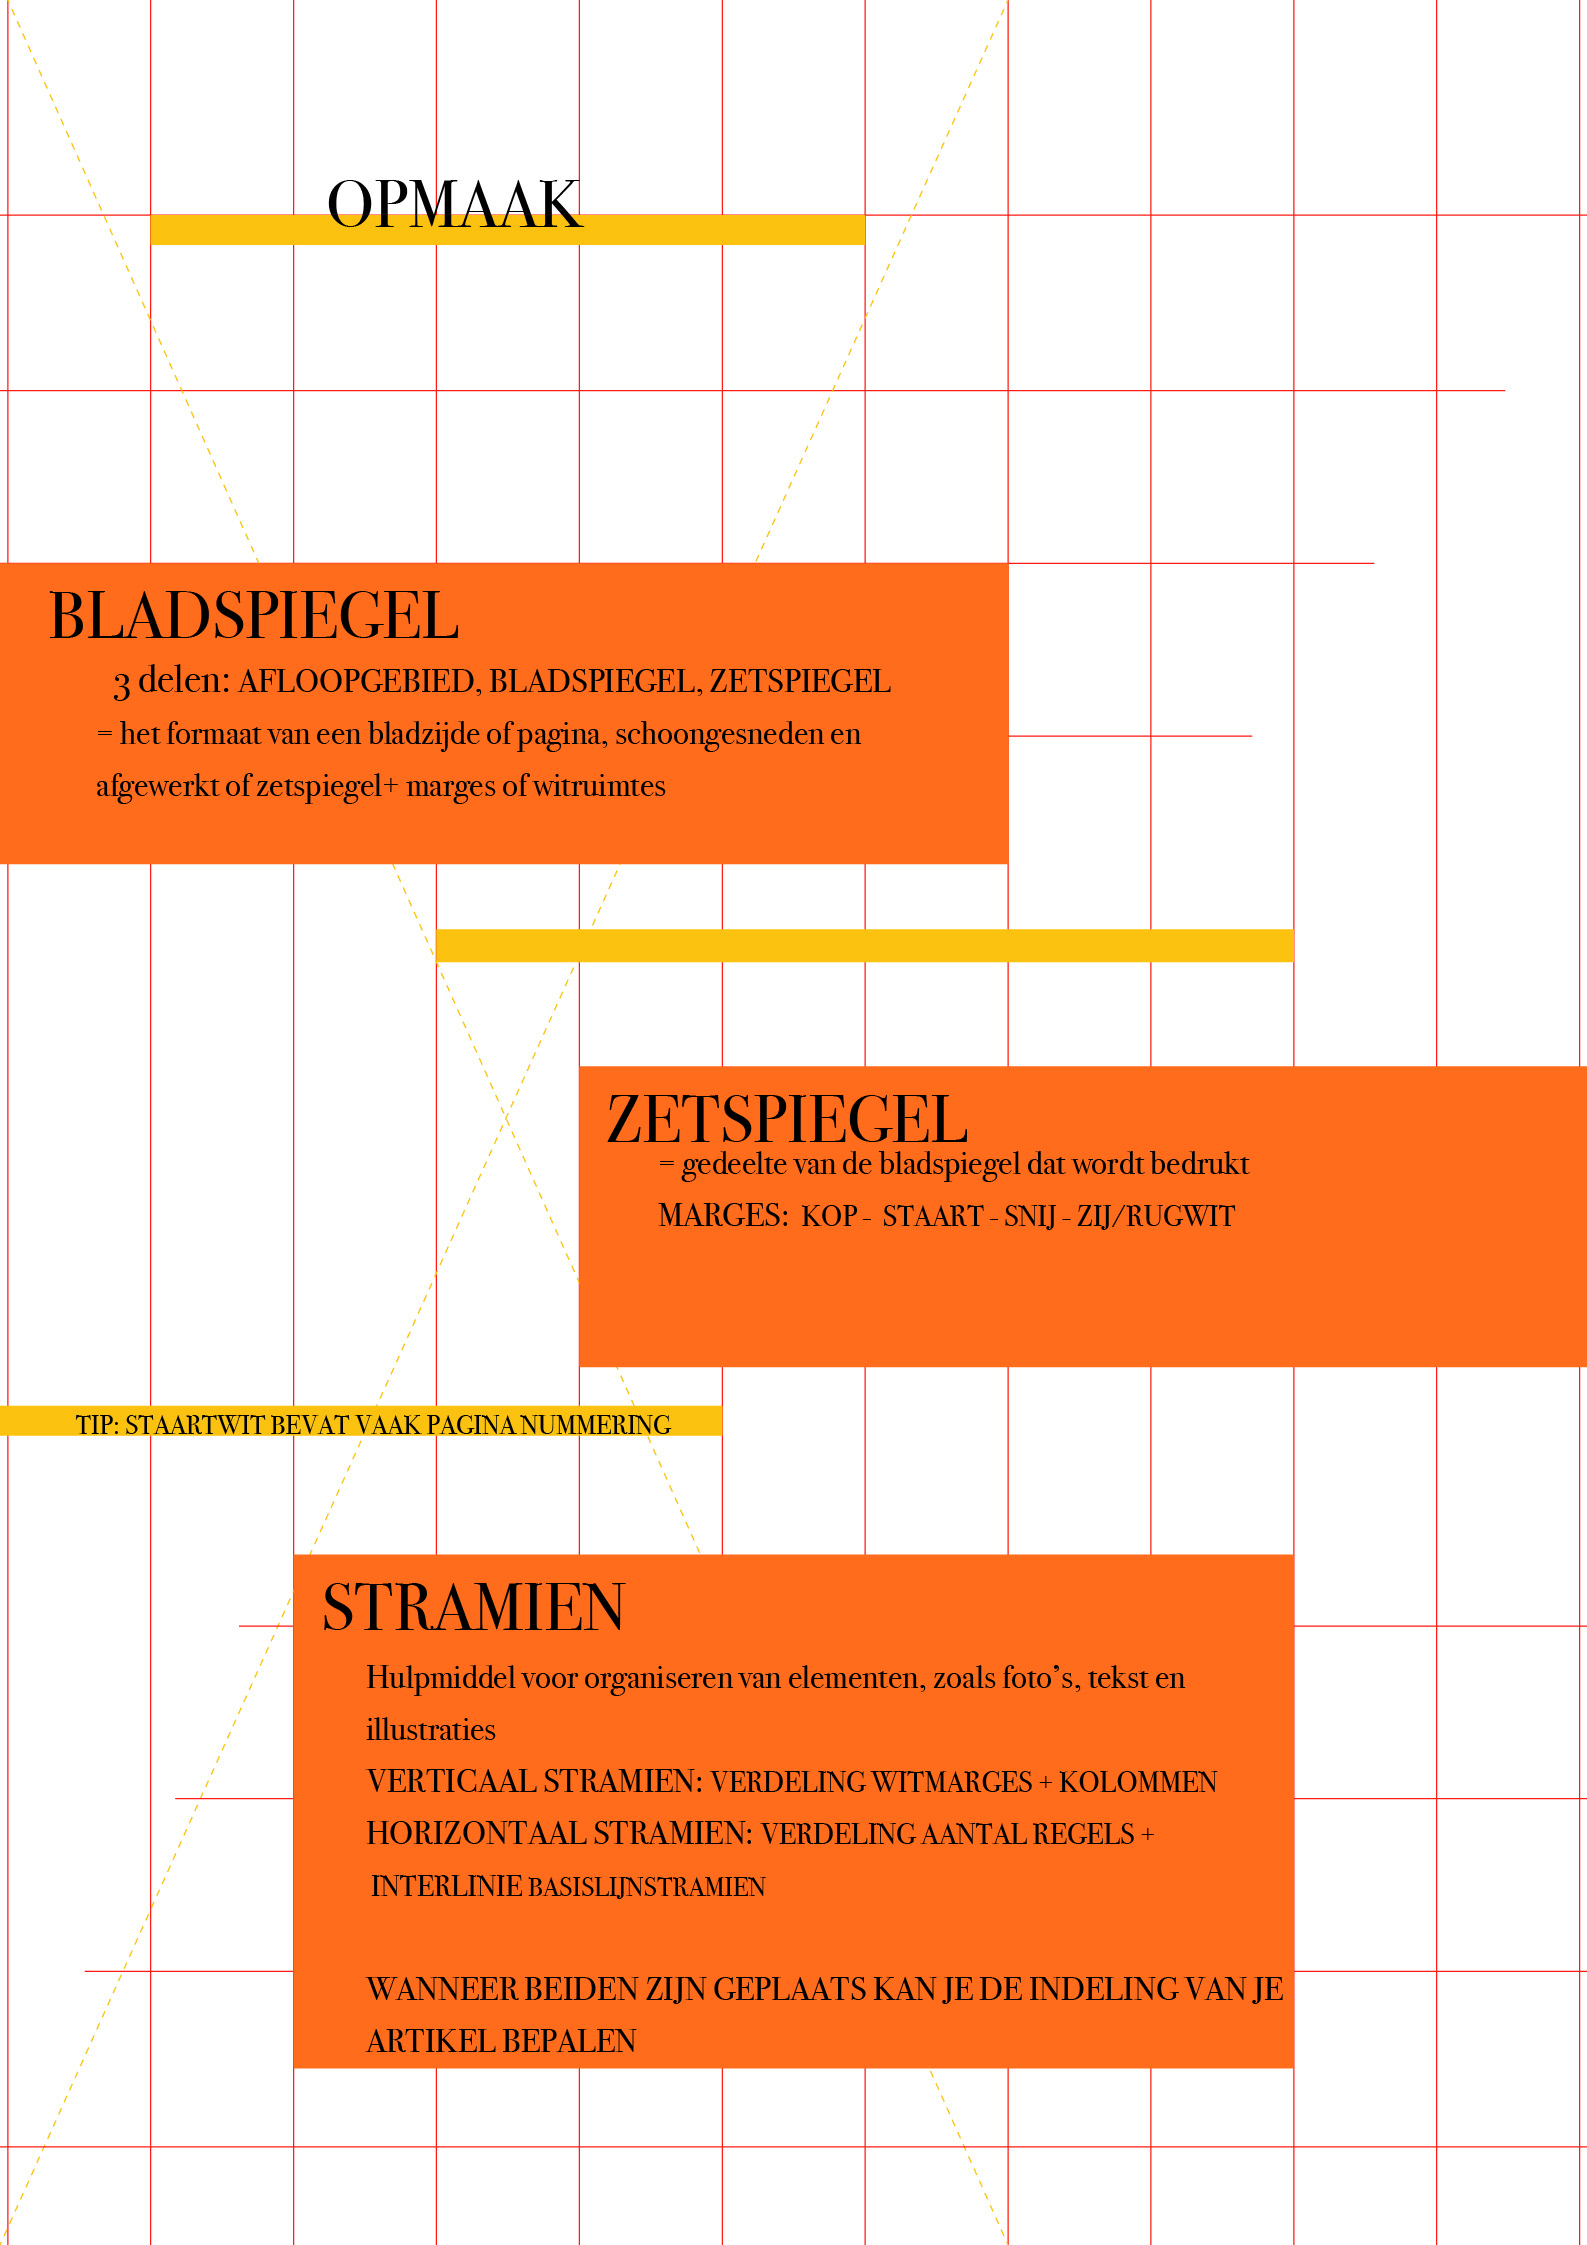 OPMAAK
BLADSPIEGEL
3 delen: AFLOOPGEBIED, BLADSPIEGEL, ZETSPIEGEL
= het formaat van een bladzijde of pagina, schoongesneden en
afgewerkt of zetspiegel+ marges of witruimtes
ZETSPIEGEL
= gedeelte van de bladspiegel dat wordt bedrukt
MARGES: KOP - STAART - SNIJ - ZIJ/RUGWIT
TIP: STAARTWIT BEVAT VAAK PAGINA NUMMERING
STRAMIEN
Hulpmiddel voor organiseren van elementen, zoals foto’s, tekst en
illustraties
VERTICAAL STRAMIEN: VERDELING WITMARGES + KOLOMMEN
HORIZONTAAL STRAMIEN: VERDELING AANTAL REGELS +
INTERLINIE BASISLIJNSTRAMIEN
WANNEER BEIDEN ZIJN GEPLAATS KAN JE DE INDELING VAN JE
ARTIKEL BEPALEN